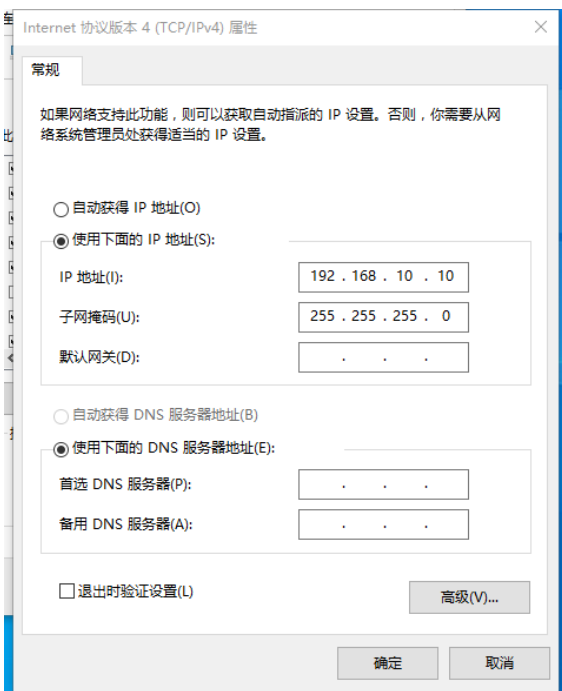 Internet 协议版本 4 (TCP/IPv4) 属性
常规
如果网络支持此功能，则可以获取自动指派的 IP 设置。否则，你需要从网
络系统管理员处获得适当的 IP 设置。
自动获得 IP 地址(O)
使用下面的 IP 地址(S):
IP 地址(I): 192 . 168 . 10 . 10
子网掩码(U): 255 . 255 . 255 . 0
默认网关(D): . . .
自动获得 DNS 服务器地址(B)
使用下面的 DNS 服务器地址(E):
首选 DNS 服务器(P): . . .
备用 DNS 服务器(A): . . .
退出时验证设置(L)
高级(V)...
确定 取消